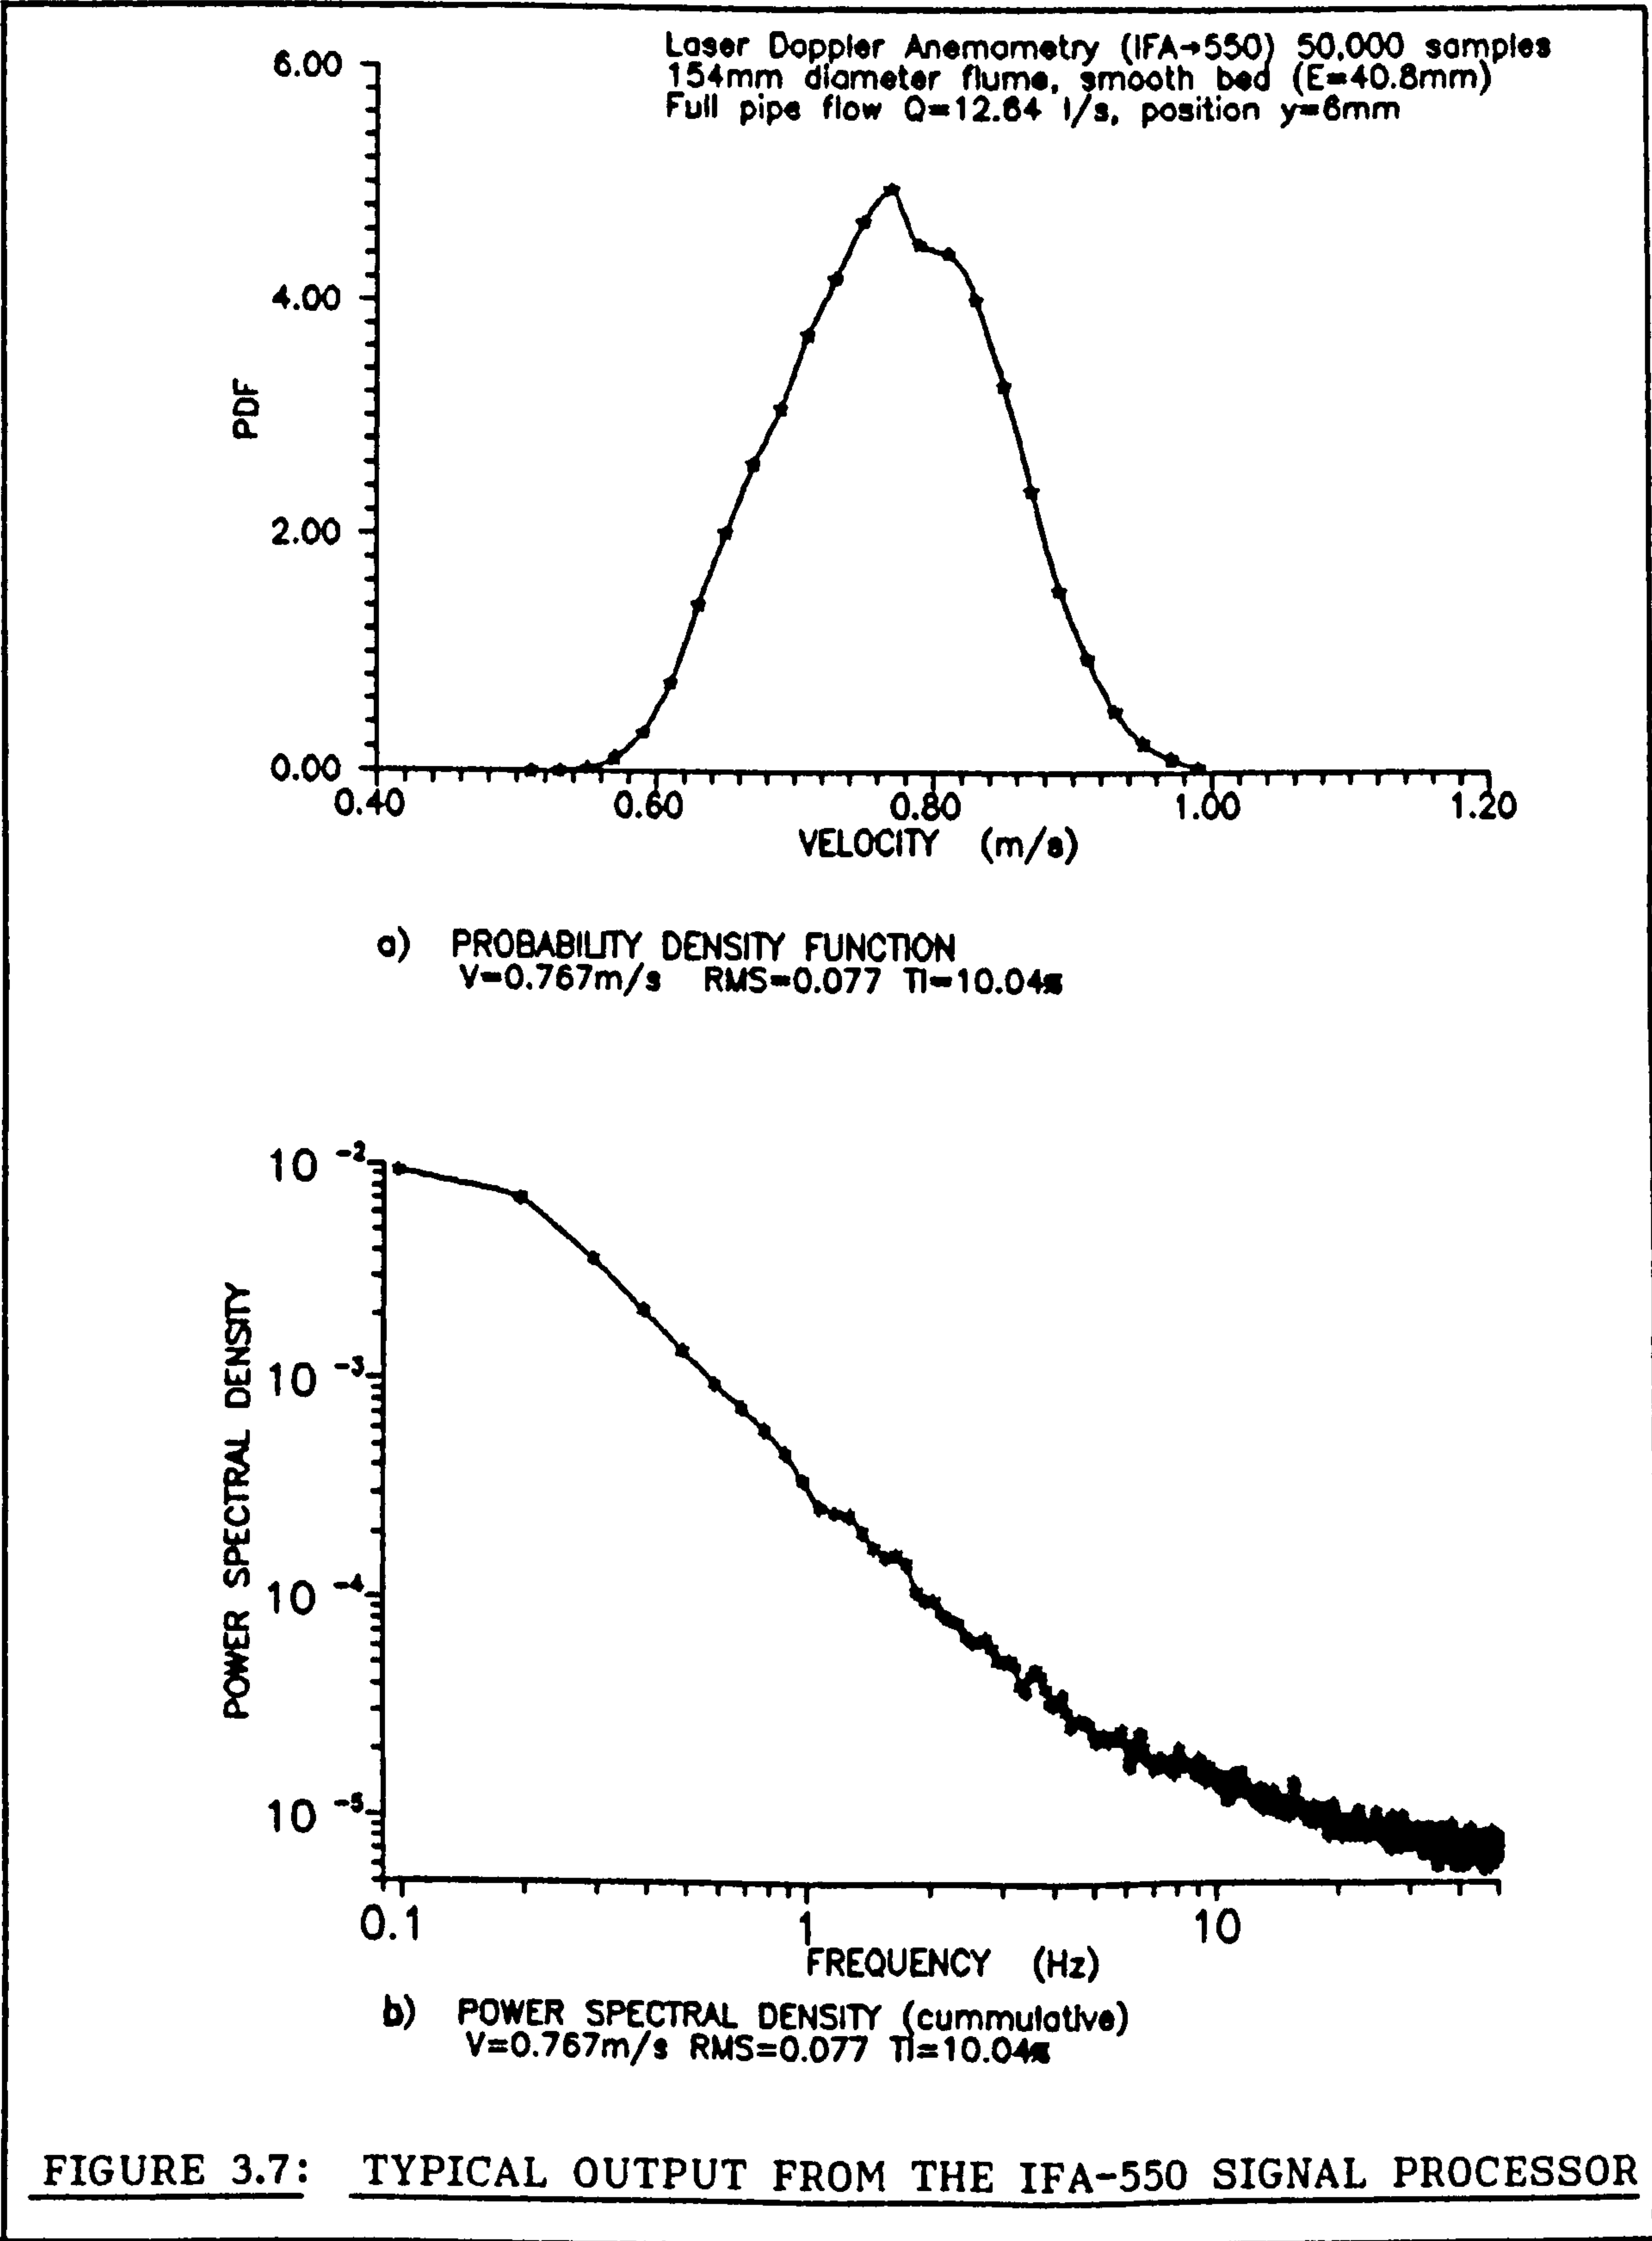 Laser Doppler Anemometry (IFA→550) 50,000 samples
154mm diameter flume, smooth bed (E=40.8mm)
Full pipe flow Q=12.64 l/s, position y=6mm
6.00
4.00
2.00
0.00
PDF
0.40 0.60 0.80 1.00 1.20
VELOCITY (m/s)
a) PROBABILITY DENSITY FUNCTION
V=0.767m/s RMS=0.077 TI=10.04%
10⁻²
10⁻³
10⁻⁴
10⁻⁵
POWER SPECTRAL DENSITY
0.1 1 10
FREQUENCY (Hz)
b) POWER SPECTRAL DENSITY (cummulative)
V=0.767m/s RMS=0.077 TI=10.04%
FIGURE 3.7: TYPICAL OUTPUT FROM THE IFA-550 SIGNAL PROCESSOR